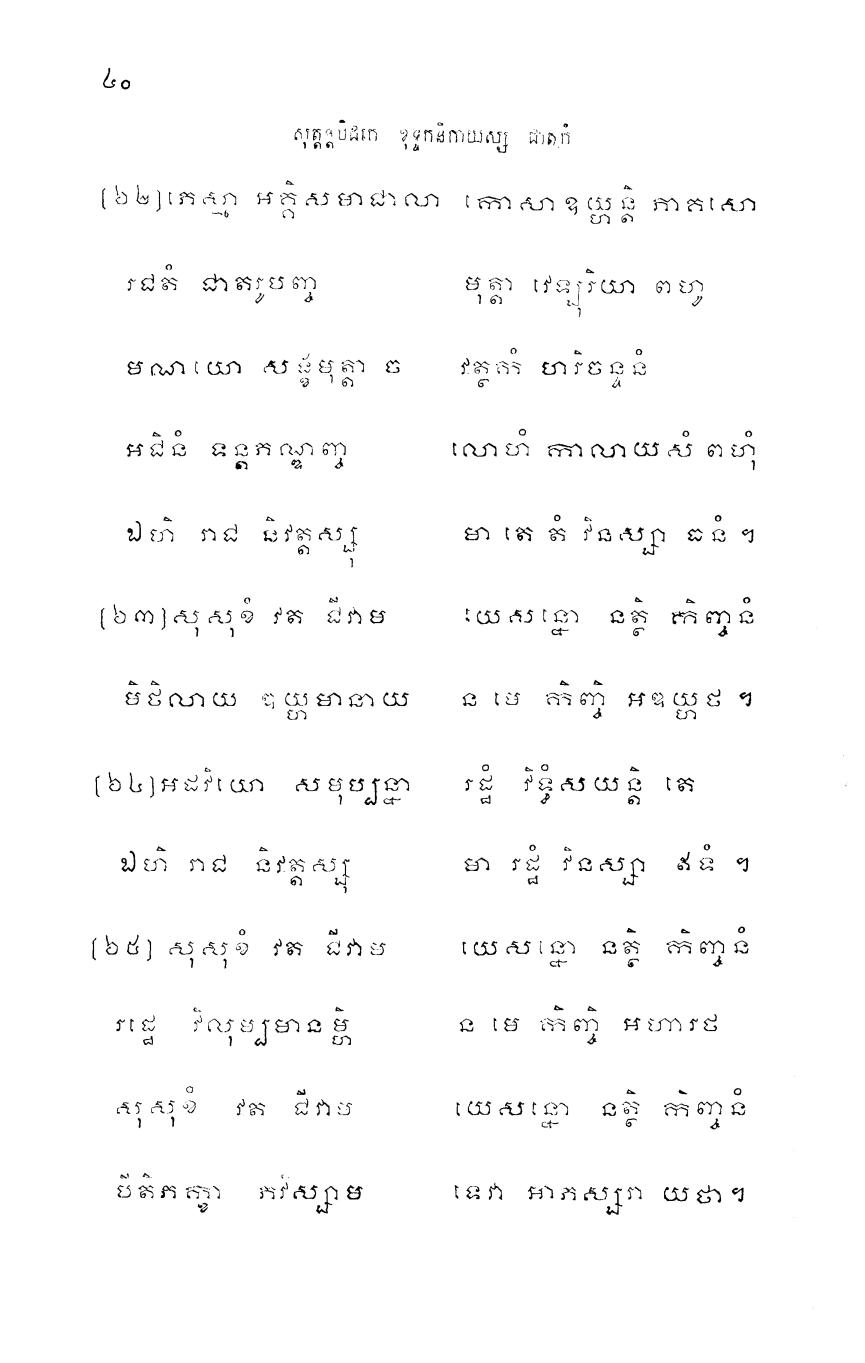 ៤០
សុត្តន្តបិដកេ ខុទ្ទកនិកាយស្ស ជាតកំ
[៦២] ភេស្មា អគ្គិសមាជាលា កោសា ឌយ្ហន្តិ ភាគសោ
រជតំ ជាតរូបញ្ច មុត្តា វេឡុរិយា ពហូ
មណយោ សង្ខមុត្តា ច វត្ថកំ ហរិចន្ទនំ
អជិនំ ទន្តភណ្ឌញ្ច លោហំ កាលាយសំ ពហុំ
ឯហិ រាជ និវត្តស្សុ មា តេ តំ វិនស្សា ធនំ ។
[៦៣] សុសុខំ វត ជីវាម យេសន្នោ នត្ថិ កិញ្ចនំ
មិថិលាយ ឌយ្ហមានាយ ន មេ កិញ្ចិ អឌយ្ហថ ។
[៦៤] អដវិយោ សមុប្បន្នា រដ្ឋំ វិទ្ធំសយន្តិ តេ
ឯហិ រាជ និវត្តស្សុ មា រដ្ឋំ វិនស្សា ឥទំ ។
[៦៥] សុសុខំ វត ជីវាម យេសន្នោ នត្ថិ កិញ្ចនំ
រដ្ឋេ វិលុប្បមានម្ហិ ន មេ កិញ្ចិ អហារថ
សុសុខំ វត ជីវាម យេសន្នោ នត្ថិ កិញ្ចនំ
បីតិភក្ខា ភវិស្សាម ទេវា អាភស្សរា យថា ។